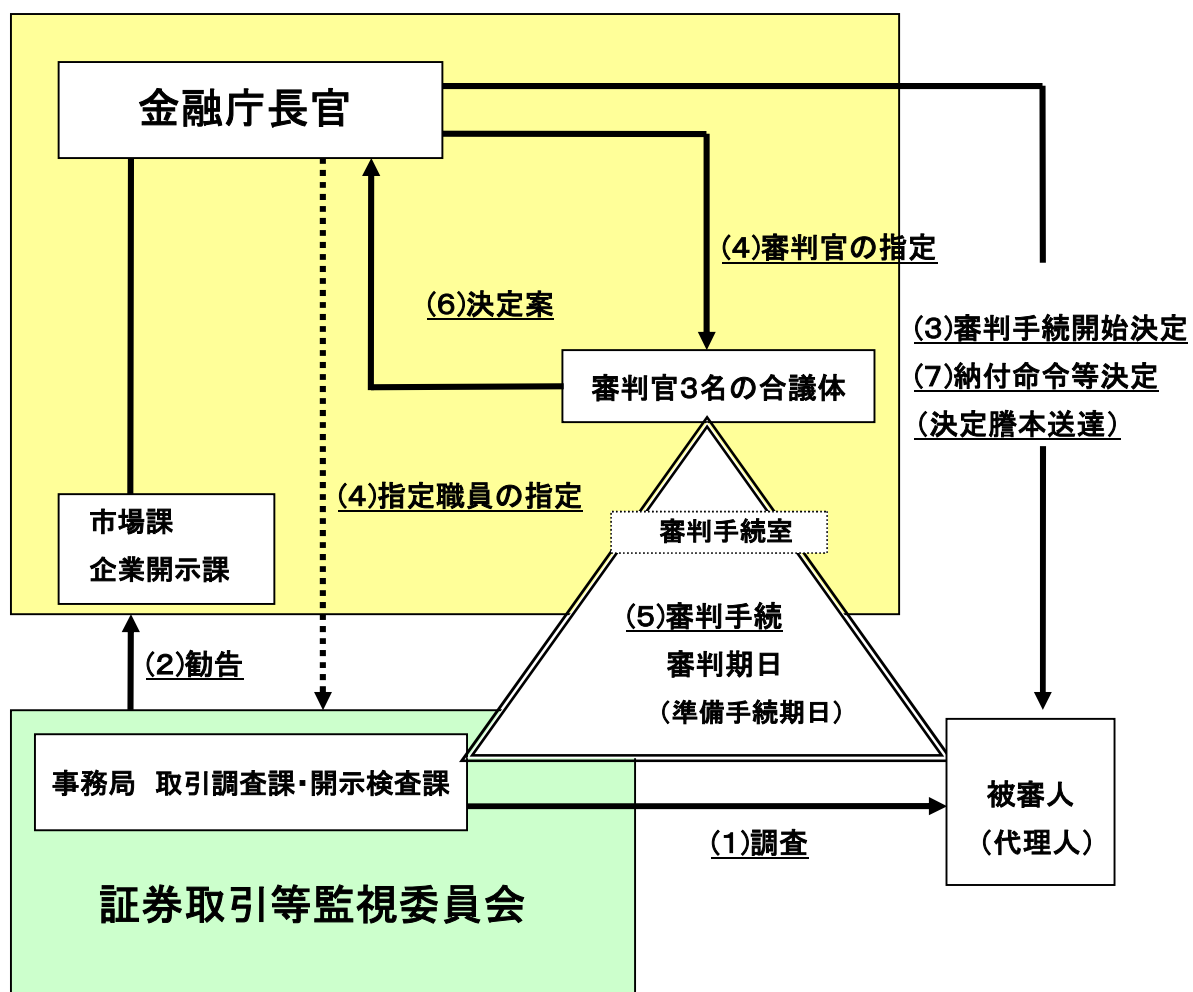 金融庁長官
(4)審判官の指定
(6)決定案
(3)審判手続開始決定
(7)納付命令等決定
（決定謄本送達）
審判官3名の合議体
(4)指定職員の指定
市場課
企業開示課
審判手続室
(5)審判手続
審判期日
（準備手続期日）
(2)勧告
事務局　取引調査課・開示検査課
(1)調査
被審人
（代理人）
証券取引等監視委員会